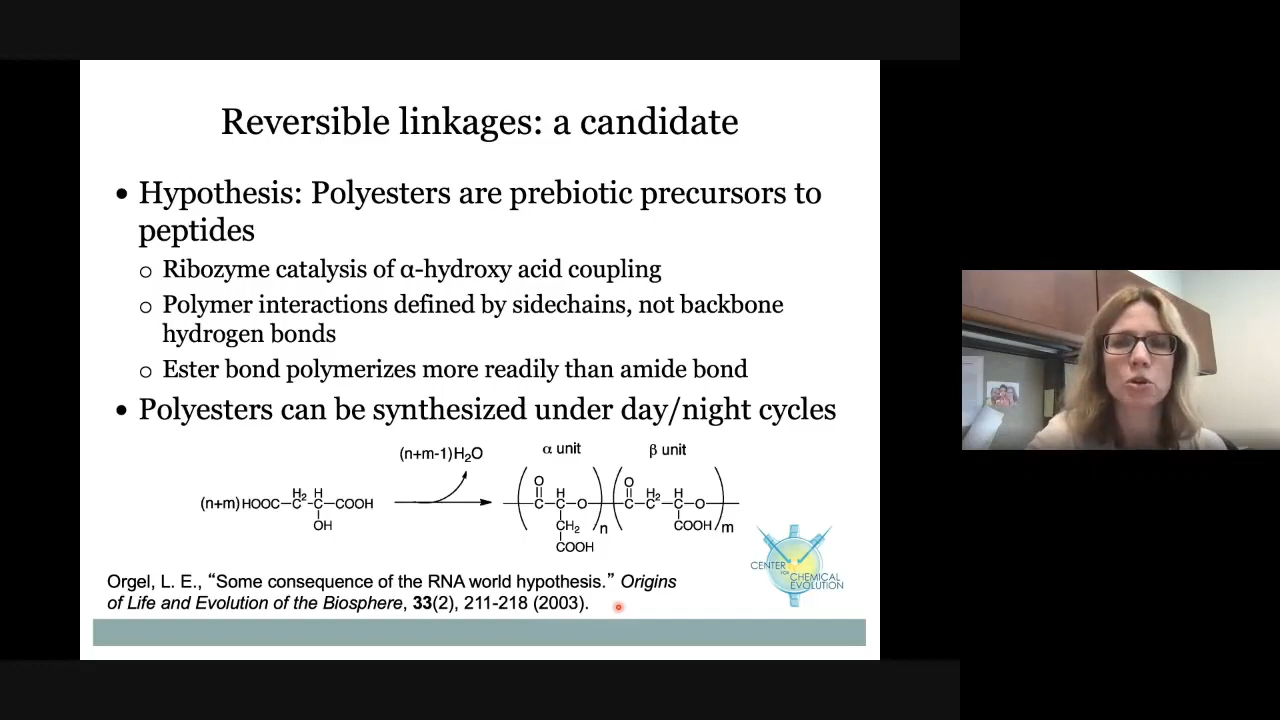 Reversible linkages: a candidate
• Hypothesis: Polyesters are prebiotic precursors to
peptides
o Ribozyme catalysis of α-hydroxy acid coupling
o Polymer interactions defined by sidechains, not backbone
hydrogen bonds
o Ester bond polymerizes more readily than amide bond
• Polyesters can be synthesized under day/night cycles
(n+m-1)H₂O
α unit
β unit
(n+m)HOOC–C–C–COOH
H₂ H
OH
O H
C–C–O
CH₂
COOH
n
O H₂ H
C–C–C–O
COOH
m
CENTER
FOR
CHEMICAL
EVOLUTION
Orgel, L. E., “Some consequence of the RNA world hypothesis.” Origins
of Life and Evolution of the Biosphere, 33(2), 211-218 (2003).